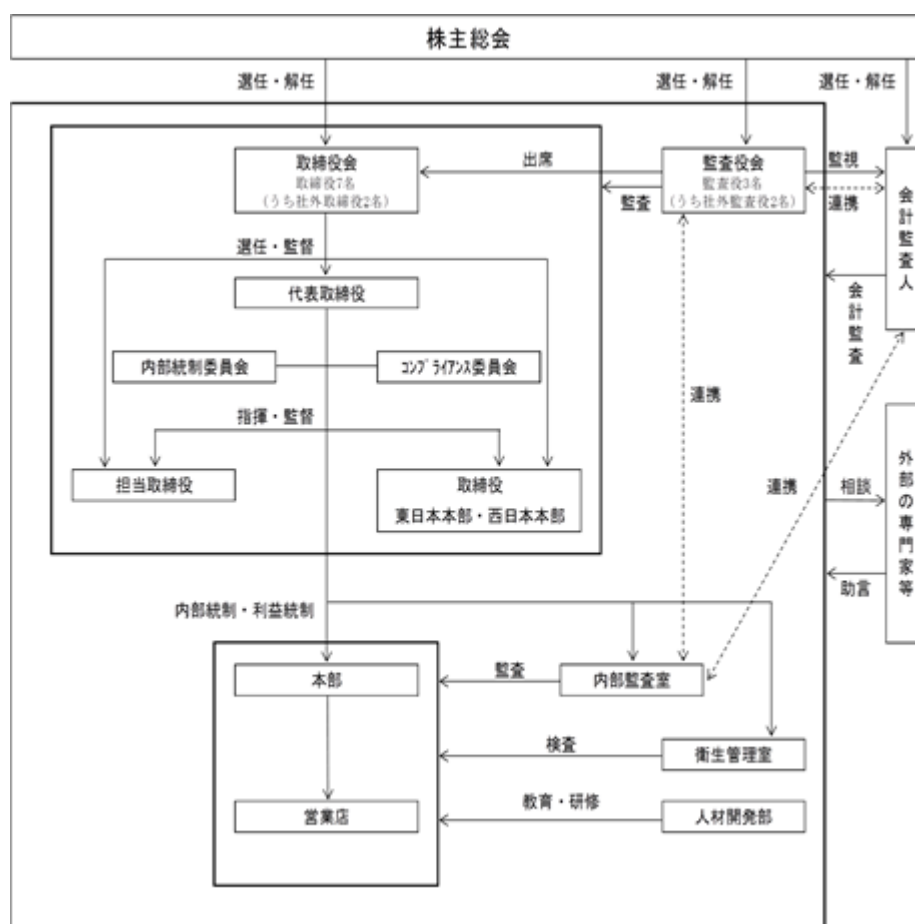 株主総会
選任・解任
選任・解任
選任・解任
取締役会
取締役7名
(うち社外取締役2名)
出席
監査
監査役会
監査役3名
(うち社外監査役2名)
監視
連携
会計監査人
会計監査
選任・監督
代表取締役
内部統制委員会
コンプライアンス委員会
指揮・監督
担当取締役
取締役
東日本本部・西日本本部
連携
連携
相談
助言
外部の専門家等
内部統制・利益統制
本部
監査
内部監査室
検査
衛生管理室
営業店
教育・研修
人材開発部